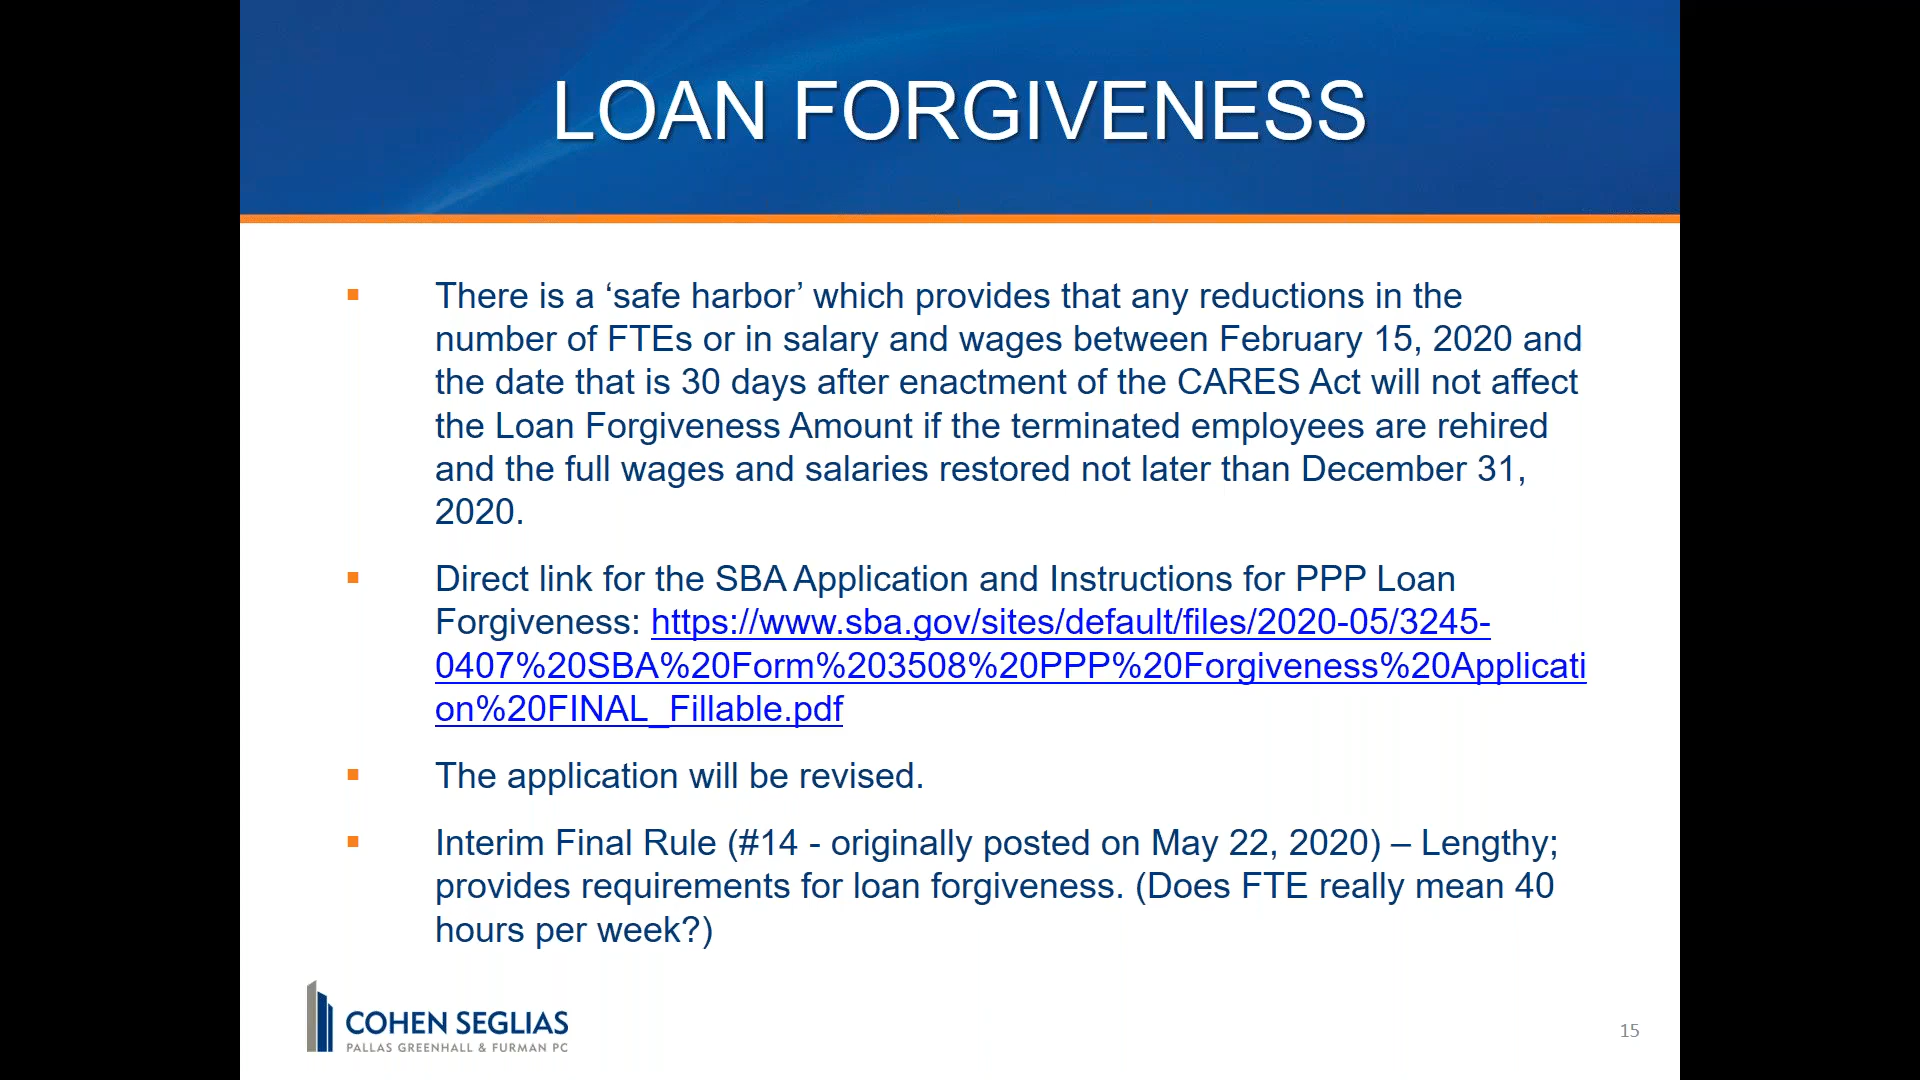 LOAN FORGIVENESS
There is a ‘safe harbor’ which provides that any reductions in the
number of FTEs or in salary and wages between February 15, 2020 and
the date that is 30 days after enactment of the CARES Act will not affect
the Loan Forgiveness Amount if the terminated employees are rehired
and the full wages and salaries restored not later than December 31,
2020.
Direct link for the SBA Application and Instructions for PPP Loan
Forgiveness: https://www.sba.gov/sites/default/files/2020-05/3245-
0407%20SBA%20Form%203508%20PPP%20Forgiveness%20Applicati
on%20FINAL_Fillable.pdf
The application will be revised.
Interim Final Rule (#14 - originally posted on May 22, 2020) – Lengthy;
provides requirements for loan forgiveness. (Does FTE really mean 40
hours per week?)
COHEN SEGLIAS
PALLAS GREENHALL & FURMAN PC
15